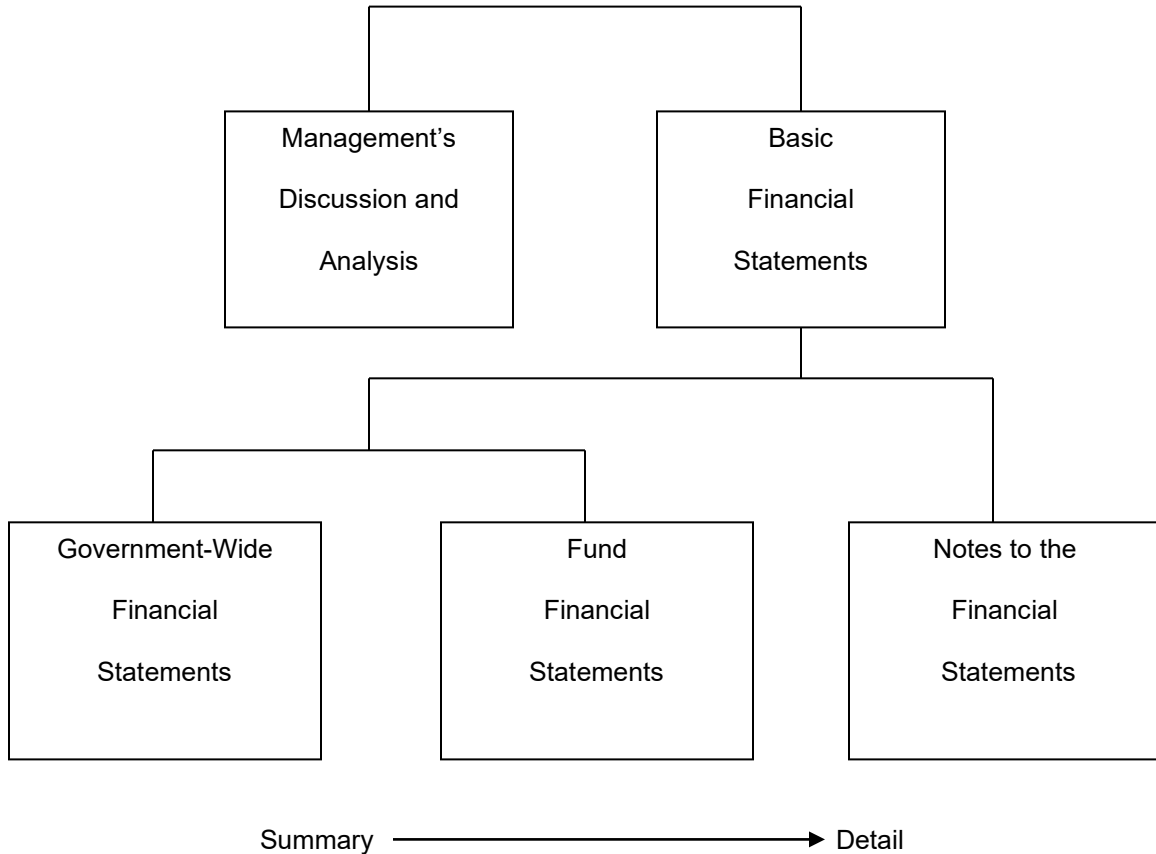 Management’s
Discussion and
Analysis
Basic
Financial
Statements
Government-Wide
Financial
Statements
Fund
Financial
Statements
Notes to the
Financial
Statements
Summary
Detail